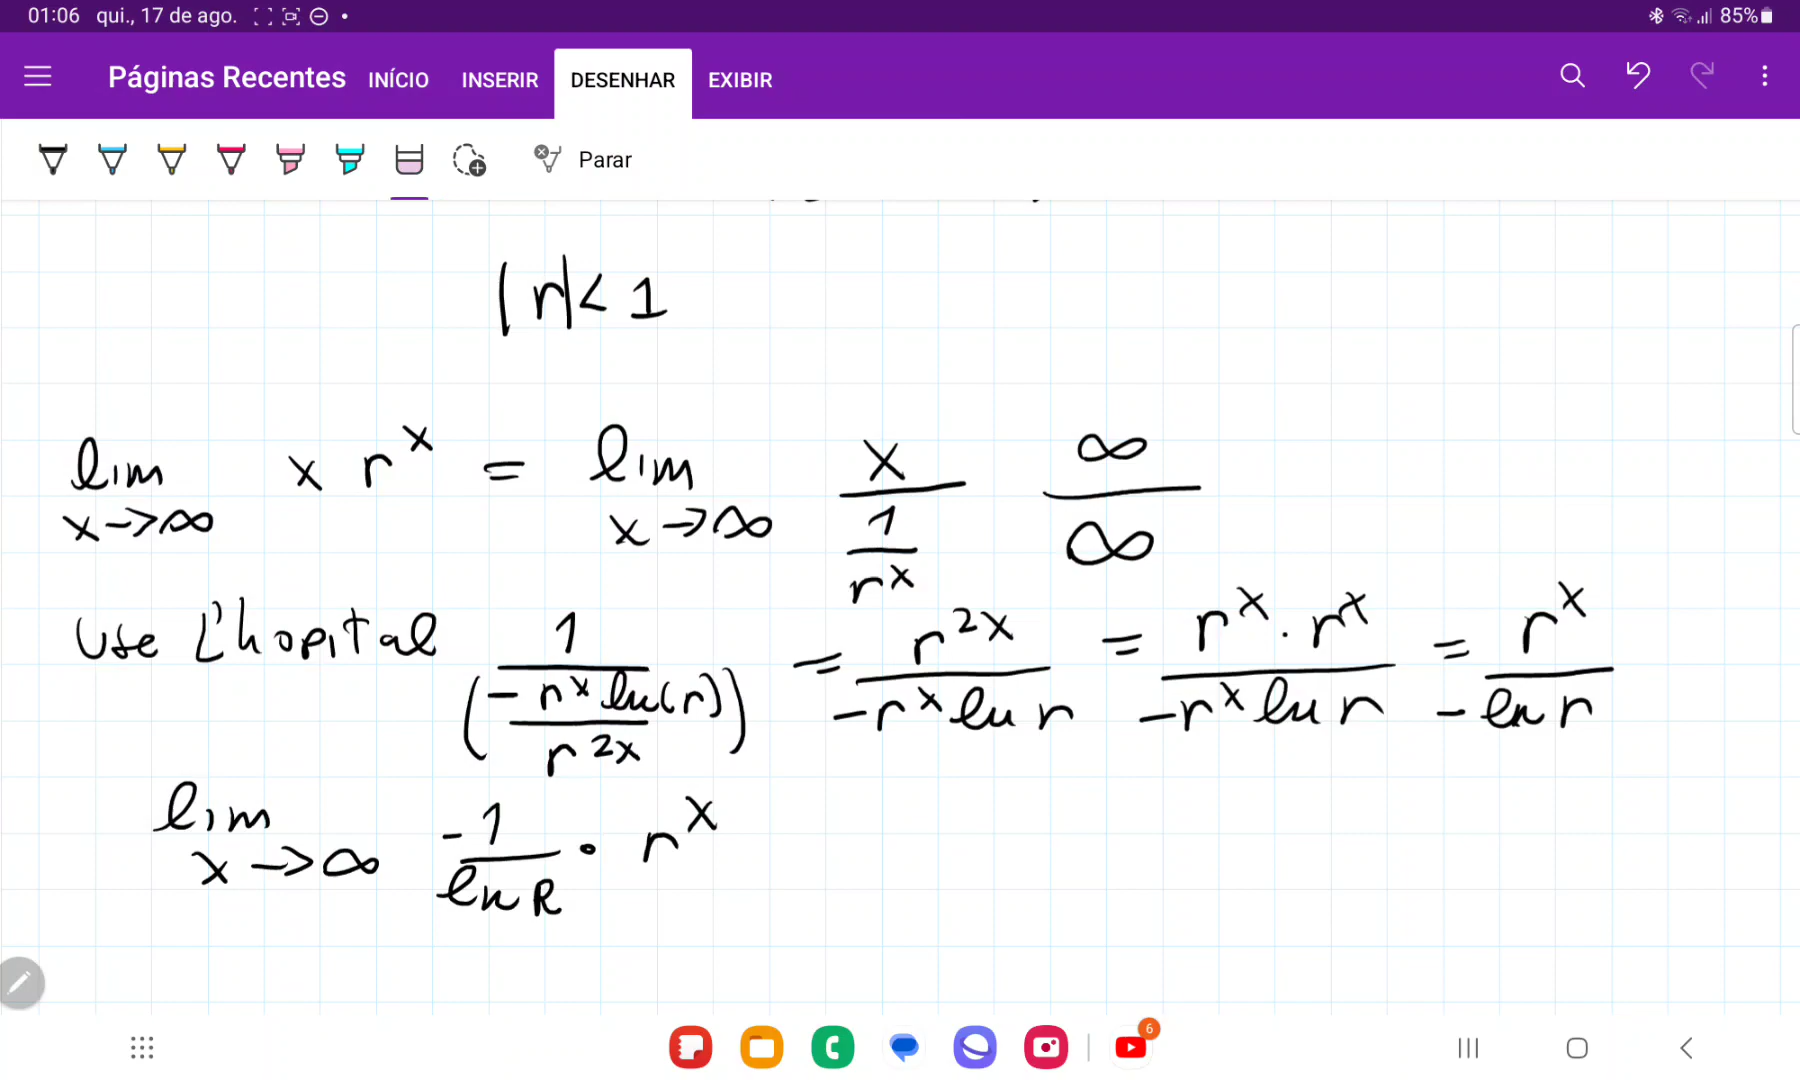 01:06 qui., 17 de ago. 85%
Páginas Recentes INÍCIO INSERIR DESENHAR EXIBIR
Parar
|r|< 1
lim x→∞ x r^x = lim x→∞ x/(1/r^x) ∞/∞
Use L'hopital 1/(-r^x ln(r)/r^2x) = r^2x/(-r^x ln r) = r^x · r^x/(-r^x ln r) = r^x/(-ln r)
lim x→∞ -1/ln R · r^x
6